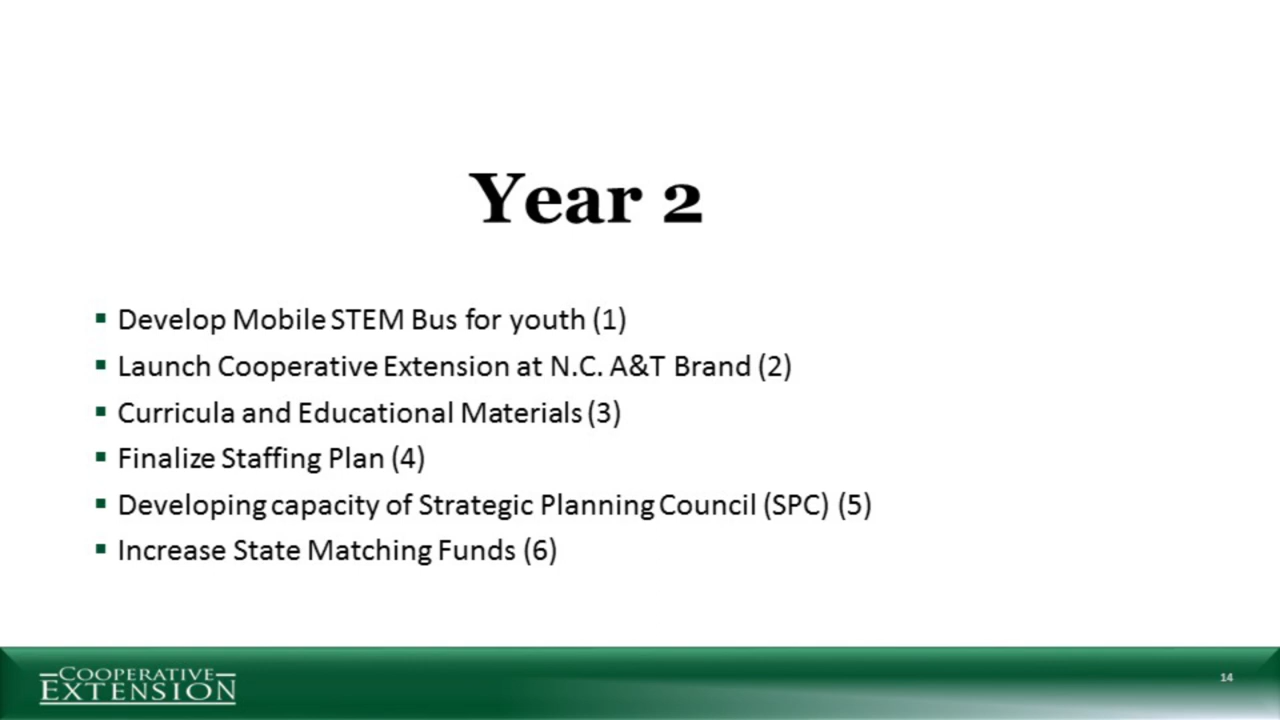 Year 2
▪ Develop Mobile STEM Bus for youth (1)
▪ Launch Cooperative Extension at N.C. A&T Brand (2)
▪ Curricula and Educational Materials (3)
▪ Finalize Staffing Plan (4)
▪ Developing capacity of Strategic Planning Council (SPC) (5)
▪ Increase State Matching Funds (6)
COOPERATIVE
EXTENSION
14